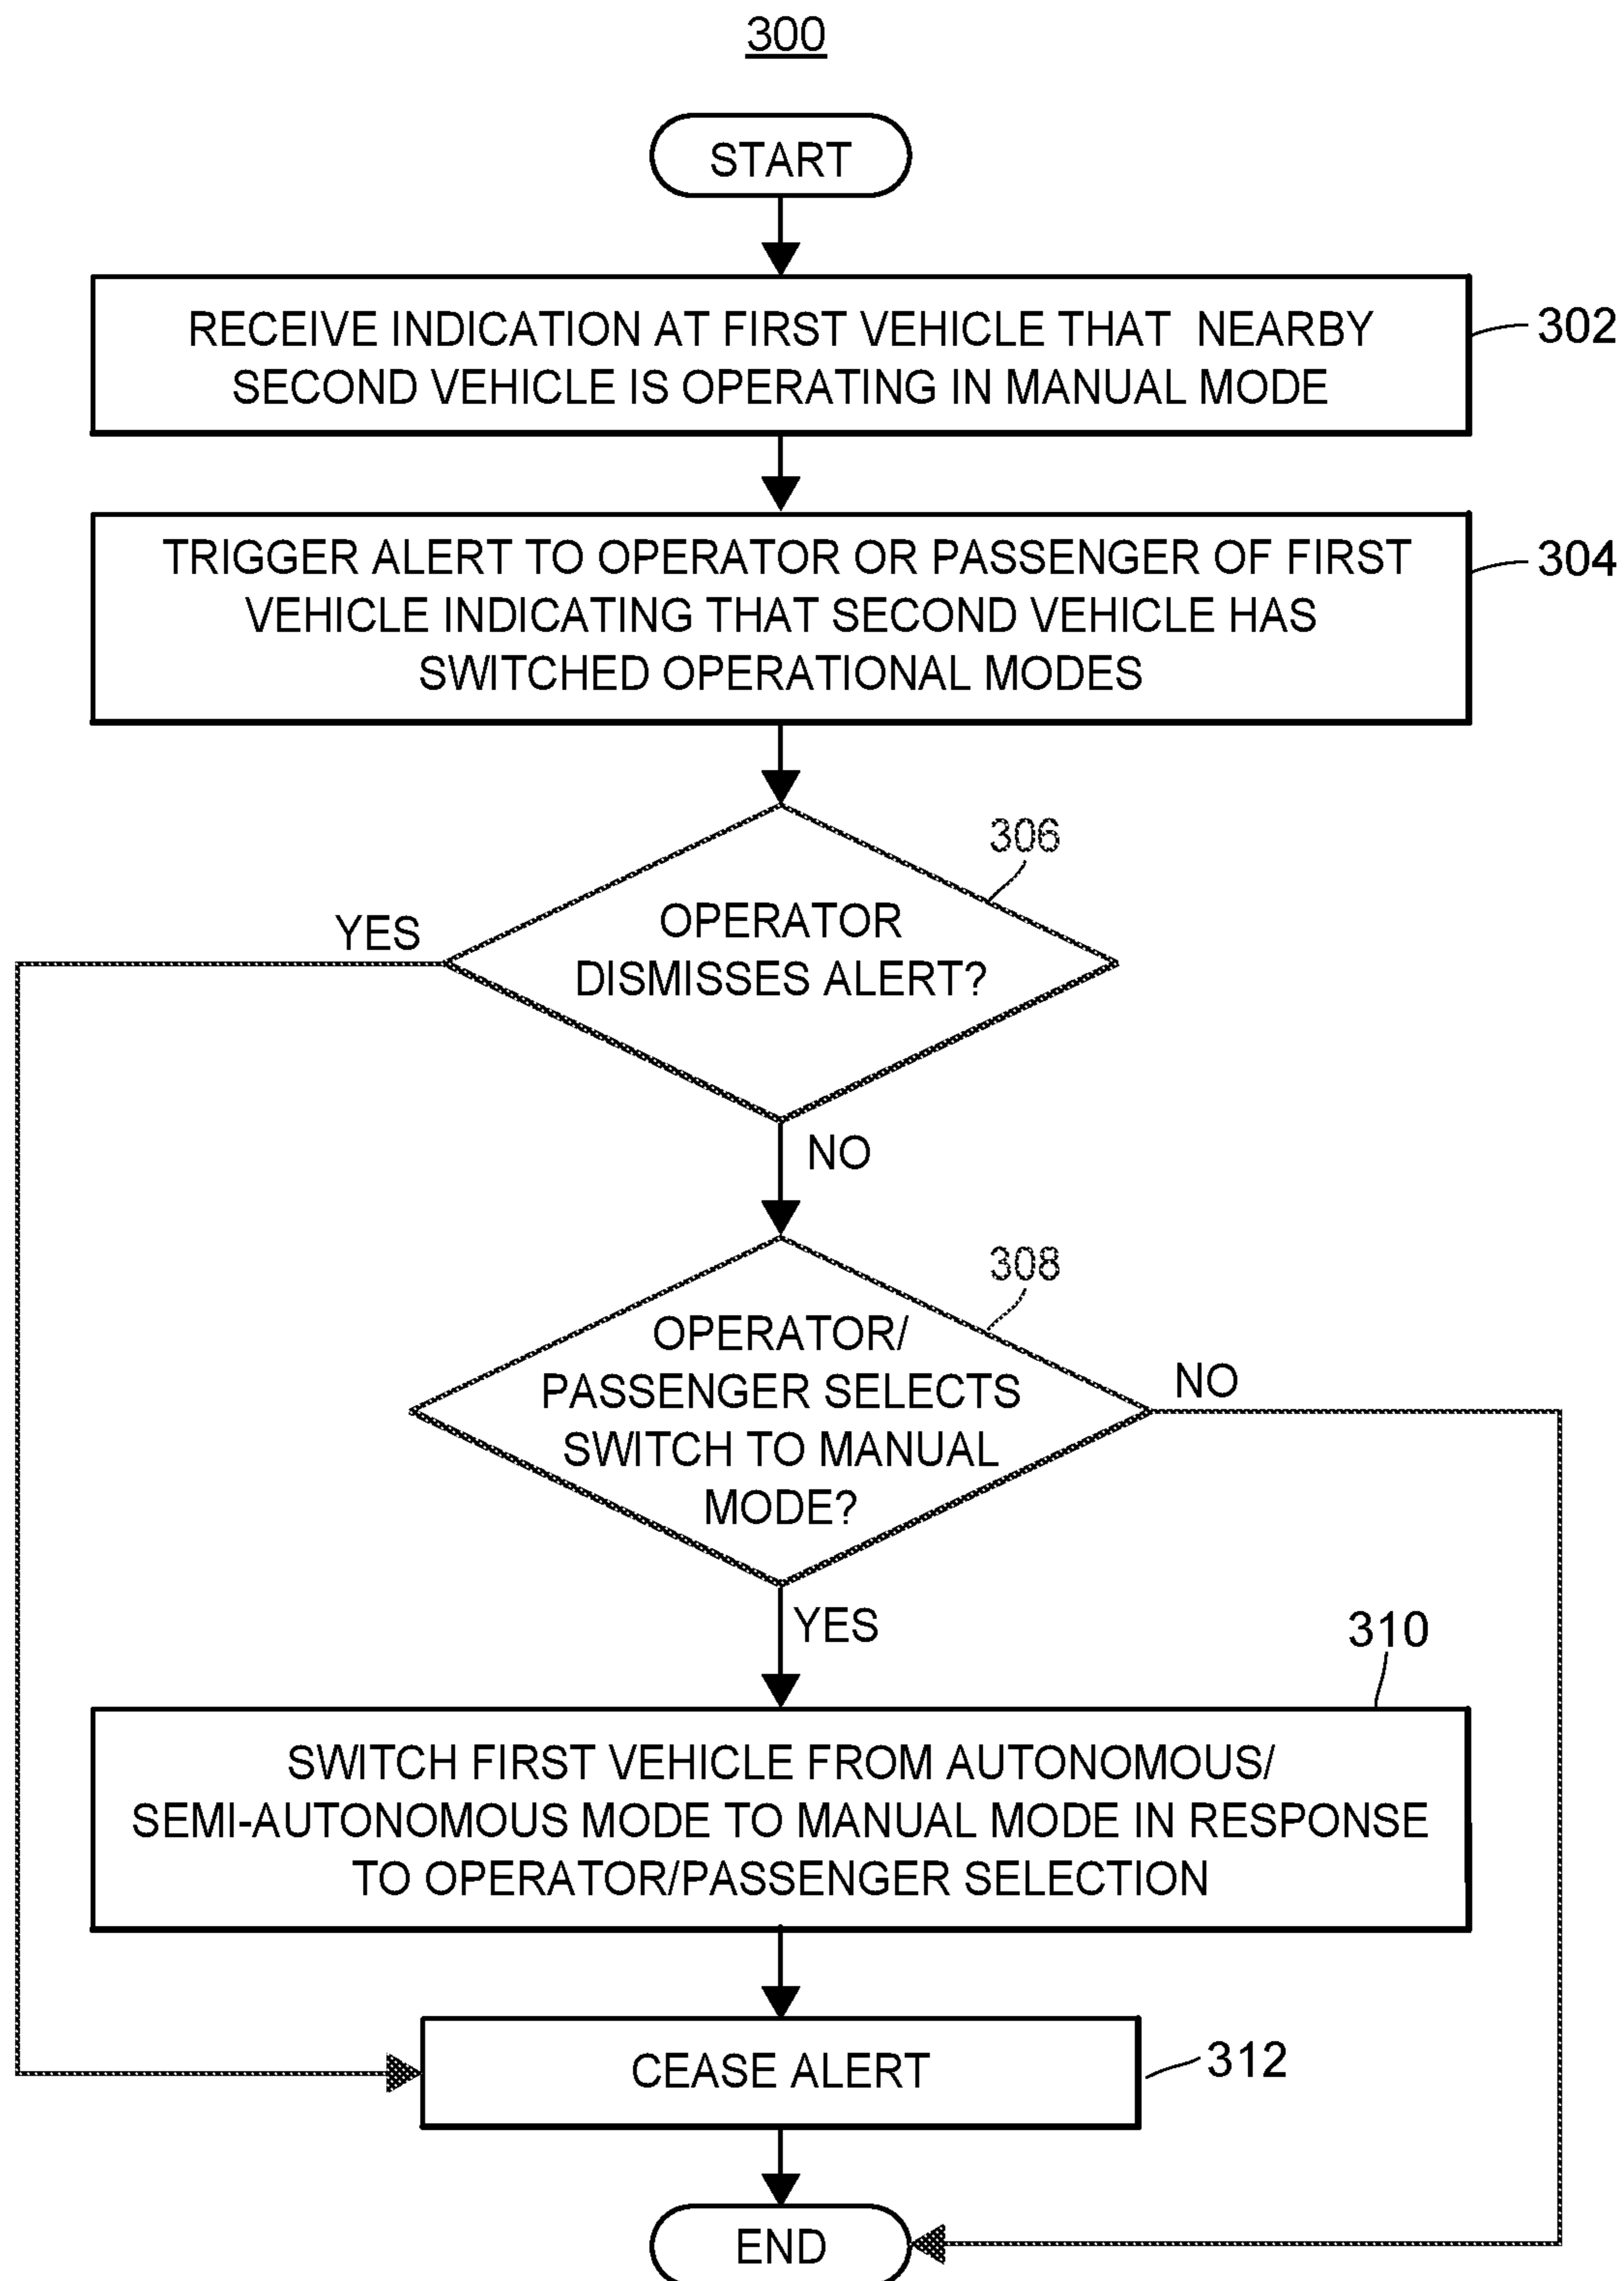 300
START
RECEIVE INDICATION AT FIRST VEHICLE THAT NEARBY
SECOND VEHICLE IS OPERATING IN MANUAL MODE
302
TRIGGER ALERT TO OPERATOR OR PASSENGER OF FIRST
VEHICLE INDICATING THAT SECOND VEHICLE HAS
SWITCHED OPERATIONAL MODES
304
306
OPERATOR
DISMISSES ALERT?
YES
NO
308
OPERATOR/
PASSENGER SELECTS
SWITCH TO MANUAL
MODE?
NO
YES
310
SWITCH FIRST VEHICLE FROM AUTONOMOUS/
SEMI-AUTONOMOUS MODE TO MANUAL MODE IN RESPONSE
TO OPERATOR/PASSENGER SELECTION
CEASE ALERT
312
END